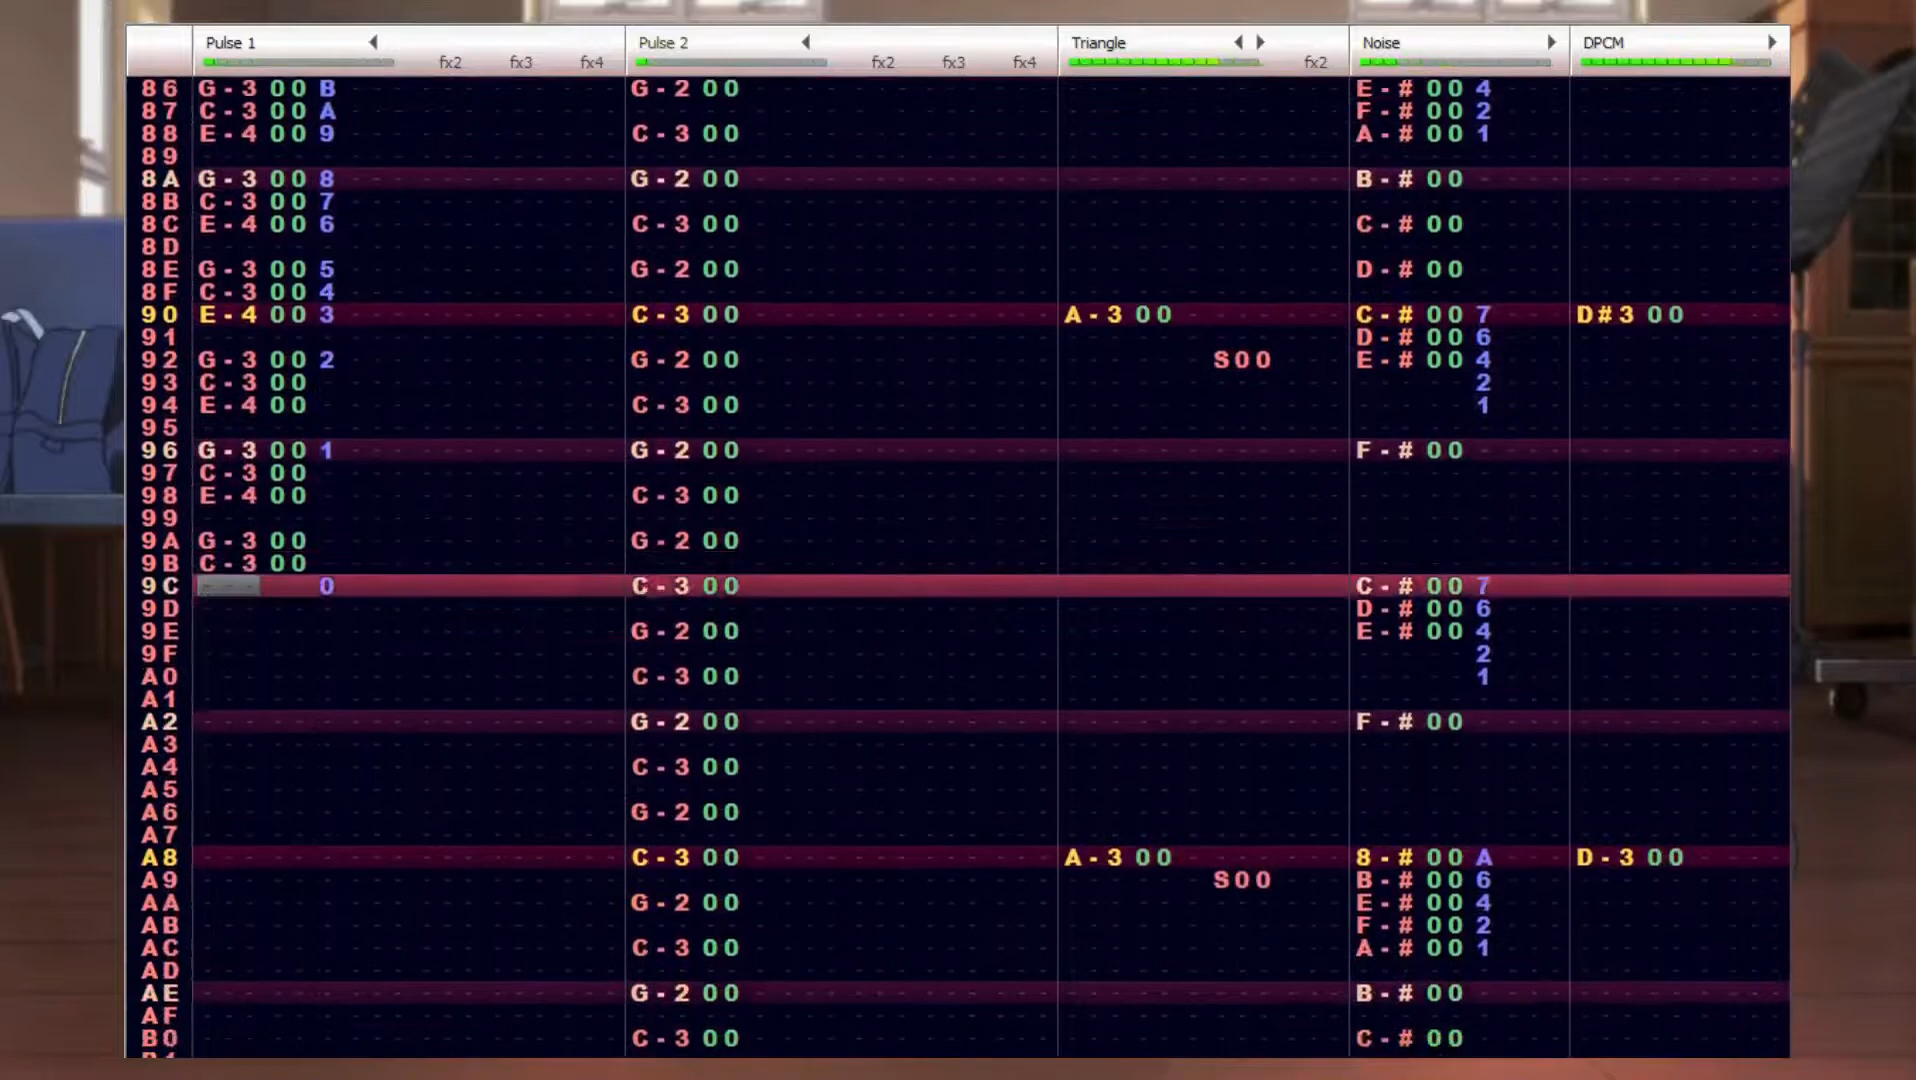 Pulse 1 fx2 fx3 fx4 Pulse 2 fx2 fx3 fx4 Triangle fx2 Noise DPCM
86 G-3 00 B G-2 00 E-# 00 4
87 C-3 00 A F-# 00 2
88 E-4 00 9 C-3 00 A-# 00 1
89
8A G-3 00 8 G-2 00 B-# 00
8B C-3 00 7
8C E-4 00 6 C-3 00 C-# 00
8D
8E G-3 00 5 G-2 00 D-# 00
8F C-3 00 4
90 E-4 00 3 C-3 00 A-3 00 C-# 00 7 D#3 00
91 D-# 00 6
92 G-3 00 2 G-2 00 S00 E-# 00 4
93 C-3 00 2
94 E-4 00 C-3 00 1
95
96 G-3 00 1 G-2 00 F-# 00
97 C-3 00
98 E-4 00 C-3 00
99
9A G-3 00 G-2 00
9B C-3 00
9C 0 C-3 00 C-# 00 7
9D D-# 00 6
9E G-2 00 E-# 00 4
9F 2
A0 C-3 00 1
A1
A2 G-2 00 F-# 00
A3
A4 C-3 00
A5
A6 G-2 00
A7
A8 C-3 00 A-3 00 8-# 00 A D-3 00
A9 S00 B-# 00 6
AA G-2 00 E-# 00 4
AB F-# 00 2
AC C-3 00 A-# 00 1
AD
AE G-2 00 B-# 00
AF
B0 C-3 00 C-# 00